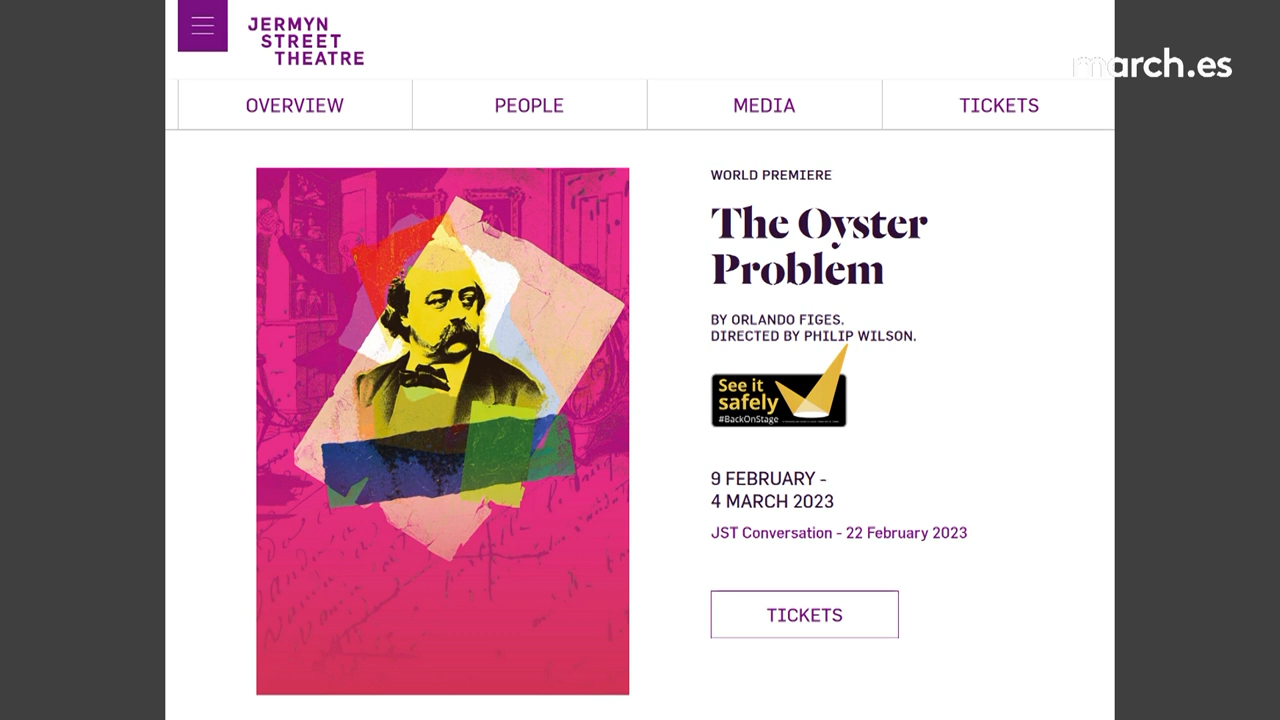 JERMYN
STREET
THEATRE
march.es
OVERVIEW
PEOPLE
MEDIA
TICKETS
WORLD PREMIERE
The Oyster
Problem
BY ORLANDO FIGES.
DIRECTED BY PHILIP WILSON.
See it
safely
#BackOnStage
9 FEBRUARY -
4 MARCH 2023
JST Conversation - 22 February 2023
TICKETS